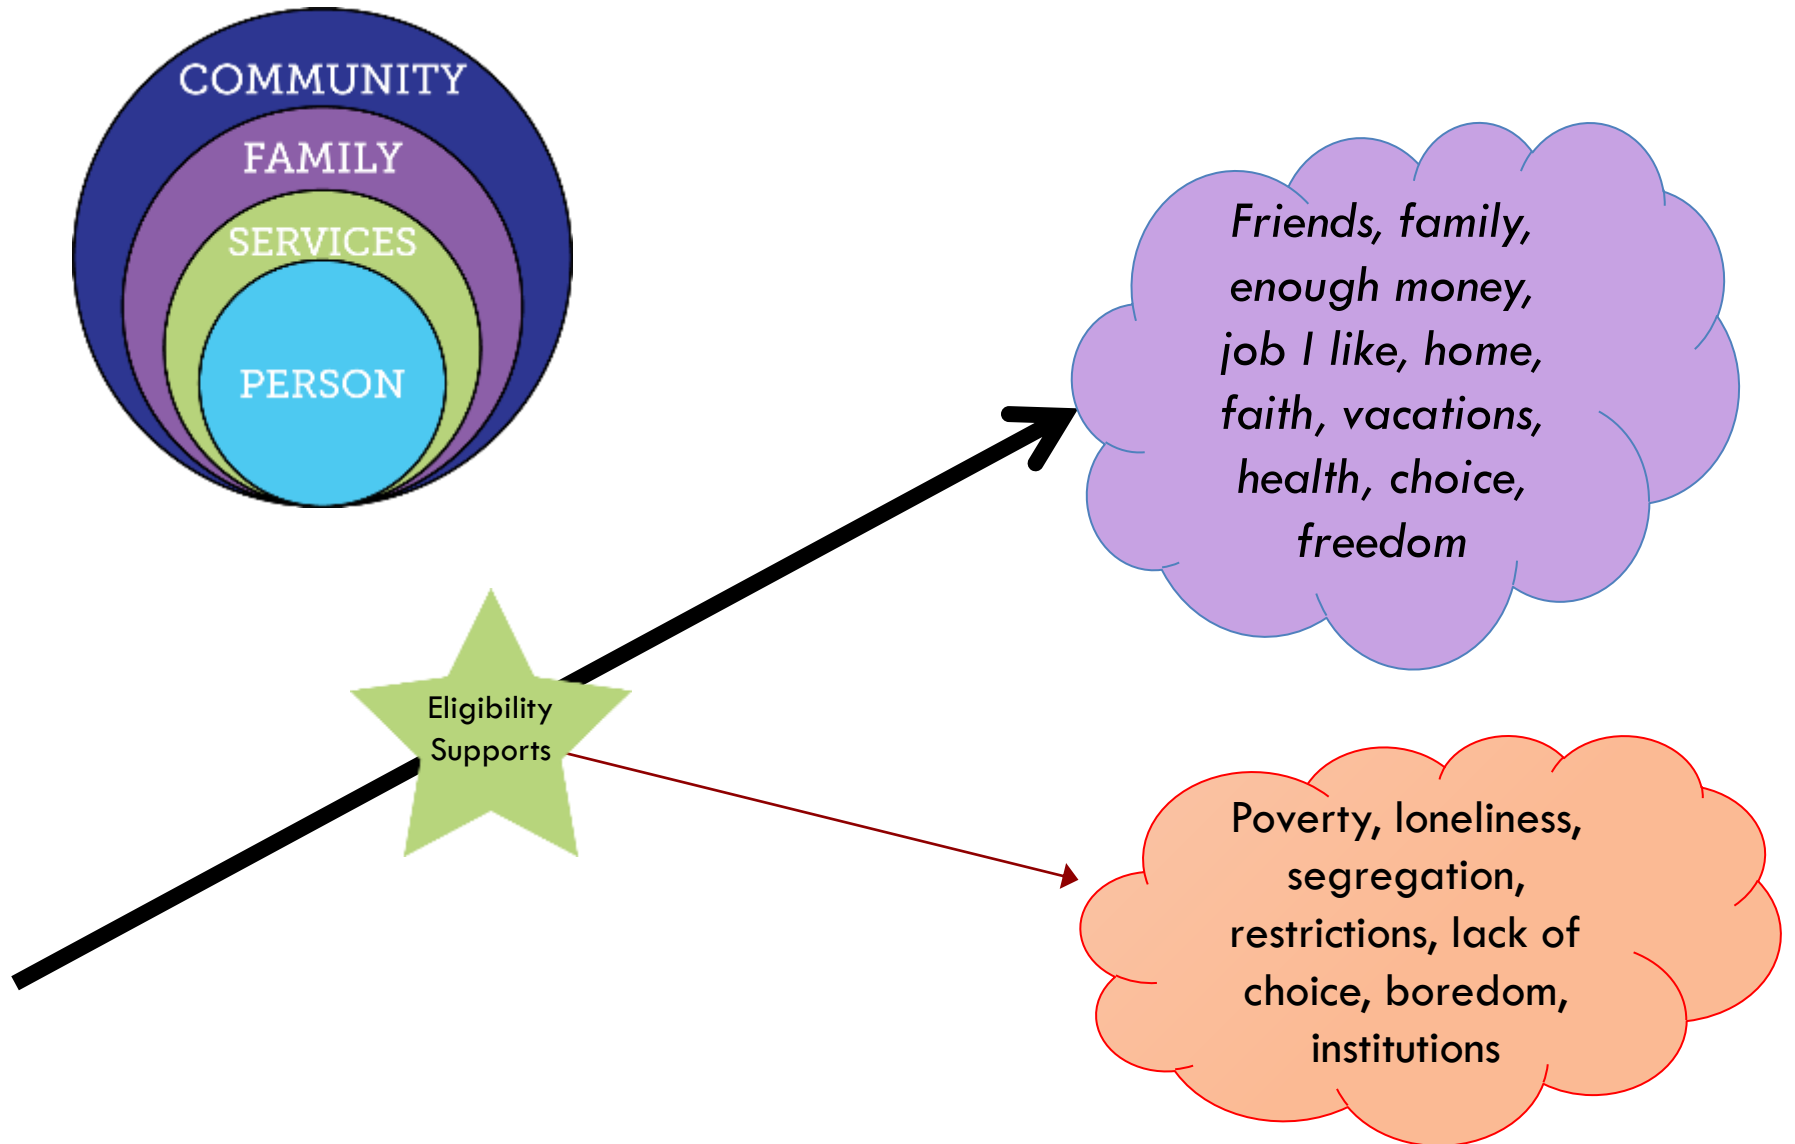 COMMUNITY
FAMILY
SERVICES
PERSON
Friends, family,
enough money,
job I like, home,
faith, vacations,
health, choice,
freedom
Eligibility
Supports
Poverty, loneliness,
segregation,
restrictions, lack of
choice, boredom,
institutions